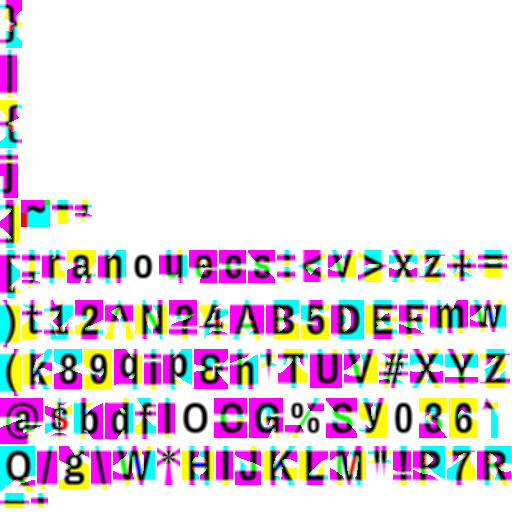 }
|
{
j
]~-,
[;ranouecs:<v>xz+=
)t12^N?4AB5DEFmw
(k89qip&h'TUV#XYZ
@$bdflOCG%Sy036`
Q/g\W*HIJKLM"!P7R
_.